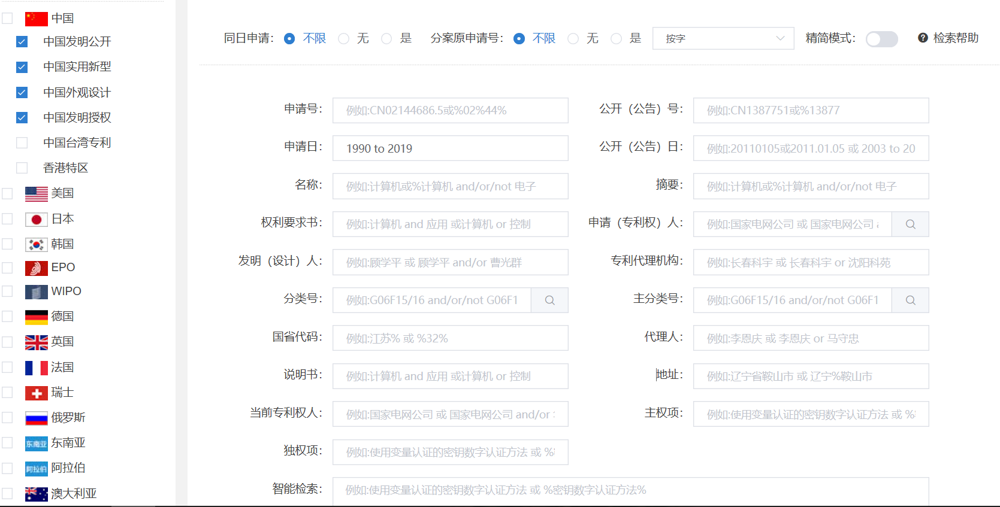 中国
中国发明公开
中国实用新型
中国外观设计
中国发明授权
中国台湾专利
香港特区
美国
日本
韩国
EPO
WIPO
德国
英国
法国
瑞士
俄罗斯
东南亚 东南亚
阿拉伯 阿拉伯
澳大利亚
同日申请： 不限 无 是 分案原申请号： 不限 无 是 按字 精简模式： ? 检索帮助
申请号： 例如:CN02144686.5或%02%44% 公开（公告）号： 例如:CN1387751或%13877
申请日： 1990 to 2019 公开（公告）日： 例如:20110105或2011.01.05 或 2003 to 20
名称： 例如:计算机或%计算机 and/or/not 电子 摘要： 例如:计算机或%计算机 and/or/not 电子
权利要求书： 例如:计算机 and 应用 或计算机 or 控制 申请（专利权）人： 例如:国家电网公司 或 国家电网公司
发明（设计）人： 例如:顾学平 或 顾学平 and/or 曹光群 专利代理机构： 例如:长春科宇 或 长春科宇 or 沈阳科苑
分类号： 例如:G06F15/16 and/or/not G06F1 主分类号： 例如:G06F15/16 and/or/not G06F1
国省代码： 例如:江苏% 或 %32% 代理人： 例如:李恩庆 或 李恩庆 or 马守忠
说明书： 例如:计算机 and 应用 或计算机 or 控制 地址： 例如:辽宁省鞍山市 或 辽宁%鞍山市
当前专利权人： 例如:国家电网公司 或 国家电网公司 and/or 主权项： 例如:使用变量认证的密钥数字认证方法 或 %
独权项： 例如:使用变量认证的密钥数字认证方法 或 %
智能检索： 例如:使用变量认证的密钥数字认证方法 或 %密钥数字认证方法%